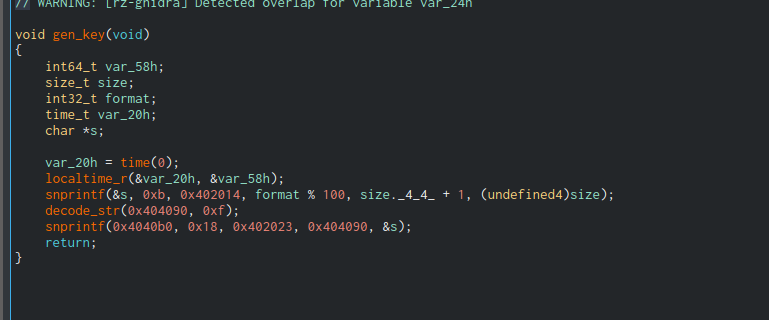 // WARNING: [rz-ghidra] Detected overlap for variable var_24h
void gen_key(void)
{
    int64_t var_58h;
    size_t size;
    int32_t format;
    time_t var_20h;
    char *s;
    var_20h = time(0);
    localtime_r(&var_20h, &var_58h);
    snprintf(&s, 0xb, 0x402014, format % 100, size._4_4_ + 1, (undefined4)size);
    decode_str(0x404090, 0xf);
    snprintf(0x4040b0, 0x18, 0x402023, 0x404090, &s);
    return;
}